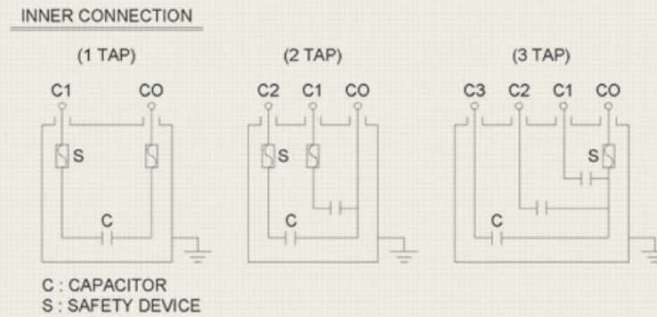 INNER CONNECTION
(1 TAP) (2 TAP) (3 TAP)
C1 CO C2 C1 CO C3 C2 C1 CO
S S S
C C C
C : CAPACITOR
S : SAFETY DEVICE